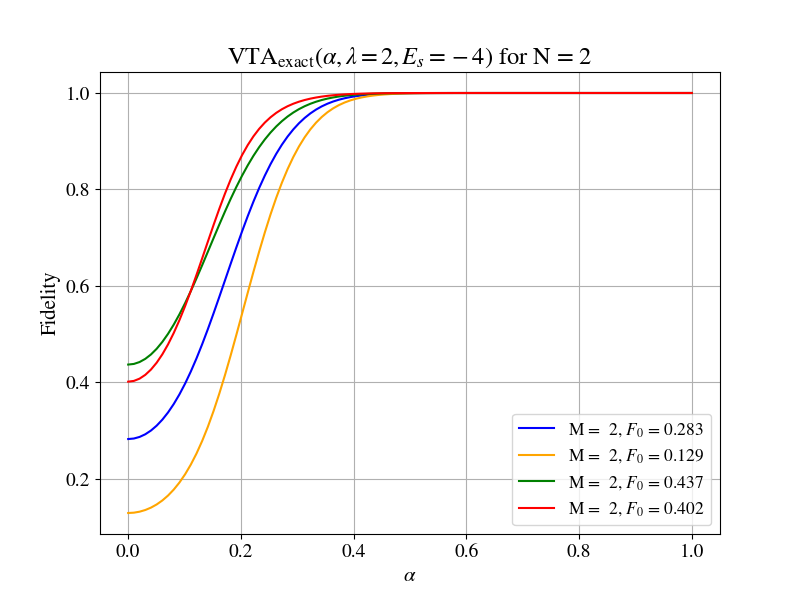 VTA_exact(α, λ = 2, E_s = −4) for N = 2
Fidelity
1.0
0.8
0.6
0.4
0.2
0.0 0.2 0.4 0.6 0.8 1.0
α
M = 2, F_0 = 0.283
M = 2, F_0 = 0.129
M = 2, F_0 = 0.437
M = 2, F_0 = 0.402